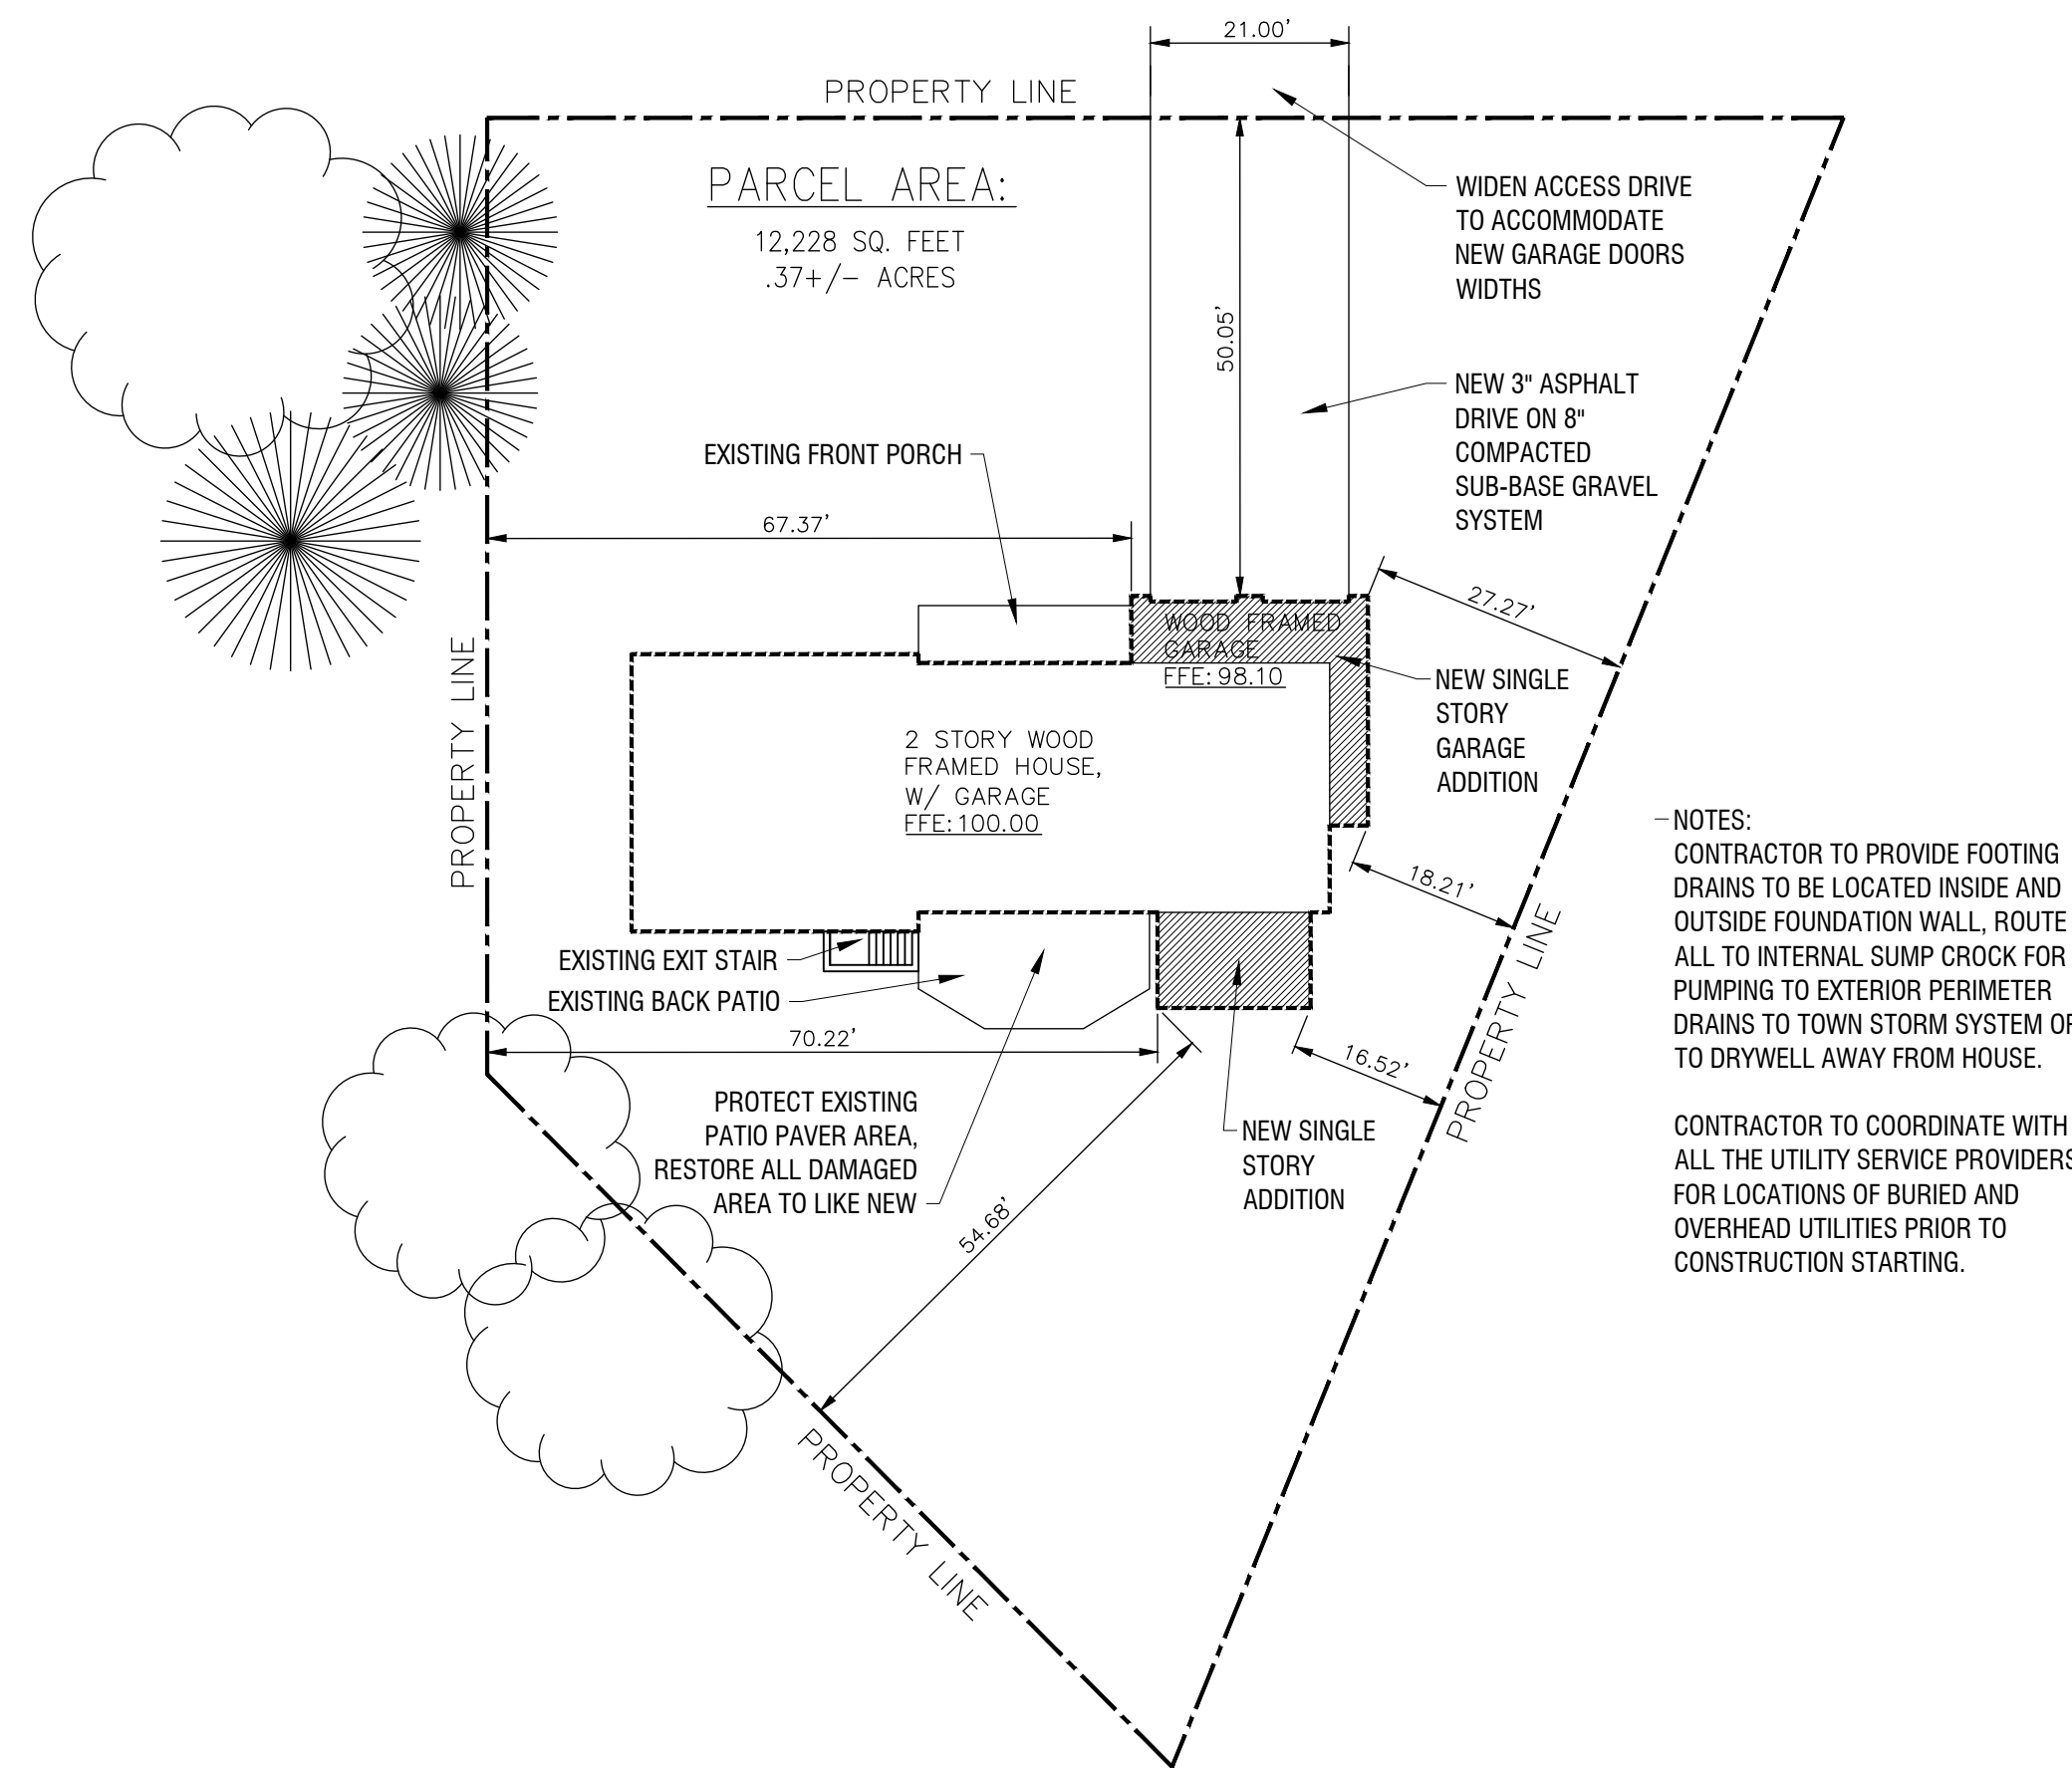 21.00'
PROPERTY LINE
PARCEL AREA:
12,228 SQ. FEET
.37+/- ACRES
WIDEN ACCESS DRIVE
TO ACCOMMODATE
NEW GARAGE DOORS
WIDTHS
50.05'
NEW 3" ASPHALT
DRIVE ON 8"
COMPACTED
SUB-BASE GRAVEL
SYSTEM
EXISTING FRONT PORCH
67.37'
27.27'
WOOD FRAMED
GARAGE
FFE: 98.10
NEW SINGLE
STORY
GARAGE
ADDITION
PROPERTY LINE
2 STORY WOOD
FRAMED HOUSE,
W/ GARAGE
FFE: 100.00
18.21'
NOTES:
CONTRACTOR TO PROVIDE FOOTING
DRAINS TO BE LOCATED INSIDE AND
OUTSIDE FOUNDATION WALL, ROUTE
ALL TO INTERNAL SUMP CROCK FOR
PUMPING TO EXTERIOR PERIMETER
DRAINS TO TOWN STORM SYSTEM OR
TO DRYWELL AWAY FROM HOUSE.
CONTRACTOR TO COORDINATE WITH
ALL THE UTILITY SERVICE PROVIDERS
FOR LOCATIONS OF BURIED AND
OVERHEAD UTILITIES PRIOR TO
CONSTRUCTION STARTING.
PROPERTY LINE
EXISTING EXIT STAIR
EXISTING BACK PATIO
70.22'
16.52'
PROTECT EXISTING
PATIO PAVER AREA,
RESTORE ALL DAMAGED
AREA TO LIKE NEW
NEW SINGLE
STORY
ADDITION
54.68'
PROPERTY LINE